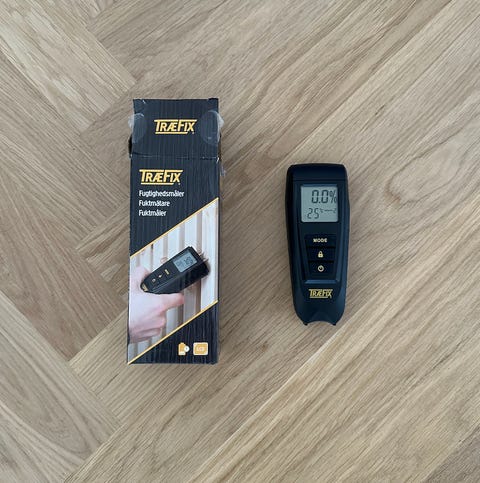 TRÆFIX
TRÆFIX
Fugtighedsmåler
Fuktmätare
Fuktmåler
0.0%
25°C
MODE
TRÆFIX